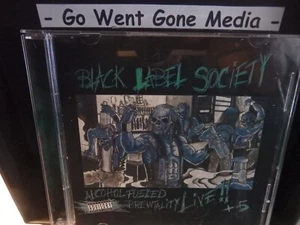 - Go Went Gone Media -
BLACK LABEL SOCIETY
ALCOHOL FUELED
BREWTALITY LIVE!!
+5